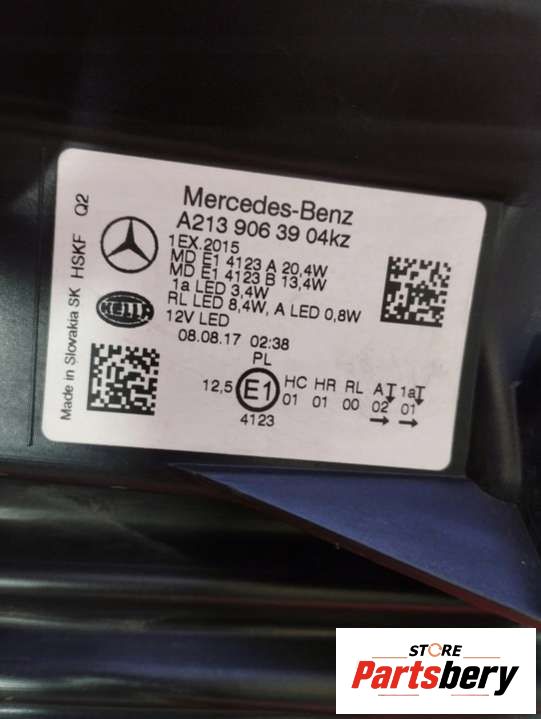 Mercedes-Benz
A213 906 39 04kz
1EX.2015
MD E1 4123 A 20,4W
MD E1 4123 B 13,4W
1a LED 3,4W
RL LED 8,4W, A LED 0,8W
12V LED
08.08.17 02:38
PL
12,5 E1 HC HR RL A 1a
01 01 00 02 01
4123
HELLA
Made in Slovakia SK HSKF Q2
STORE
Partsbery